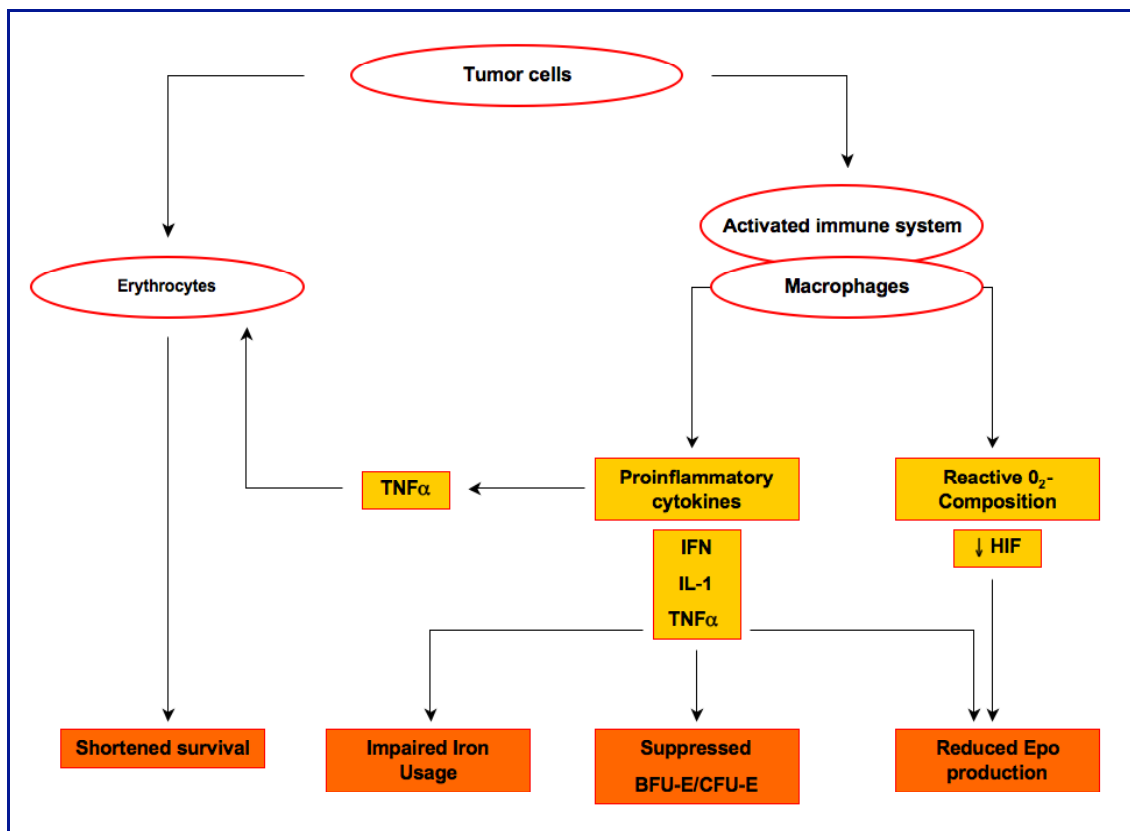 Tumor cells
Activated immune system
Erythrocytes
Macrophages
TNFα
Proinflammatory
cytokines
Reactive 0₂-
Composition
IFN
IL-1
TNFα
↓ HIF
Shortened survival
Impaired Iron
Usage
Suppressed
BFU-E/CFU-E
Reduced Epo
production